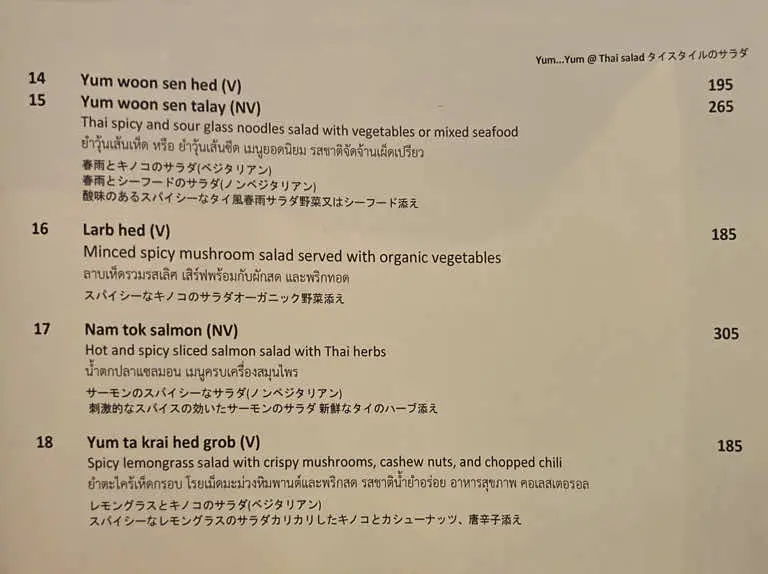 Yum...Yum @ Thai salad タイスタイルのサラダ
14 Yum woon sen hed (V) 195
15 Yum woon sen talay (NV) 265
Thai spicy and sour glass noodles salad with vegetables or mixed seafood
ยำวุ้นเส้นเห็ด หรือ ยำวุ้นเส้นซีด เมนูยอดนิยม รสชาติจัดจ้านเผ็ดเปรี้ยว
春雨とキノコのサラダ(ベジタリアン)
春雨とシーフードのサラダ(ノンベジタリアン)
酸味のあるスパイシーなタイ風春雨サラダ野菜又はシーフード添え
16 Larb hed (V) 185
Minced spicy mushroom salad served with organic vegetables
ลาบเห็ดรวมรสเลิศ เสิร์ฟพร้อมกับผักสด และพริกทอด
スパイシーなキノコのサラダオーガニック野菜添え
17 Nam tok salmon (NV) 305
Hot and spicy sliced salmon salad with Thai herbs
น้ำตกปลาแซลมอน เมนูครบเครื่องสมุนไพร
サーモンのスパイシーなサラダ(ノンベジタリアン)
刺激的なスパイスの効いたサーモンのサラダ 新鮮なタイのハーブ添え
18 Yum ta krai hed grob (V) 185
Spicy lemongrass salad with crispy mushrooms, cashew nuts, and chopped chili
ยำตะไคร้เห็ดกรอบ โรยเม็ดมะม่วงหิมพานต์และพริกสด รสชาติน้ำยำอร่อย อาหารสุขภาพ คอเลสเตอรอล
レモングラスとキノコのサラダ(ベジタリアン)
スパイシーなレモングラスのサラダカリカリしたキノコとカシューナッツ、唐辛子添え